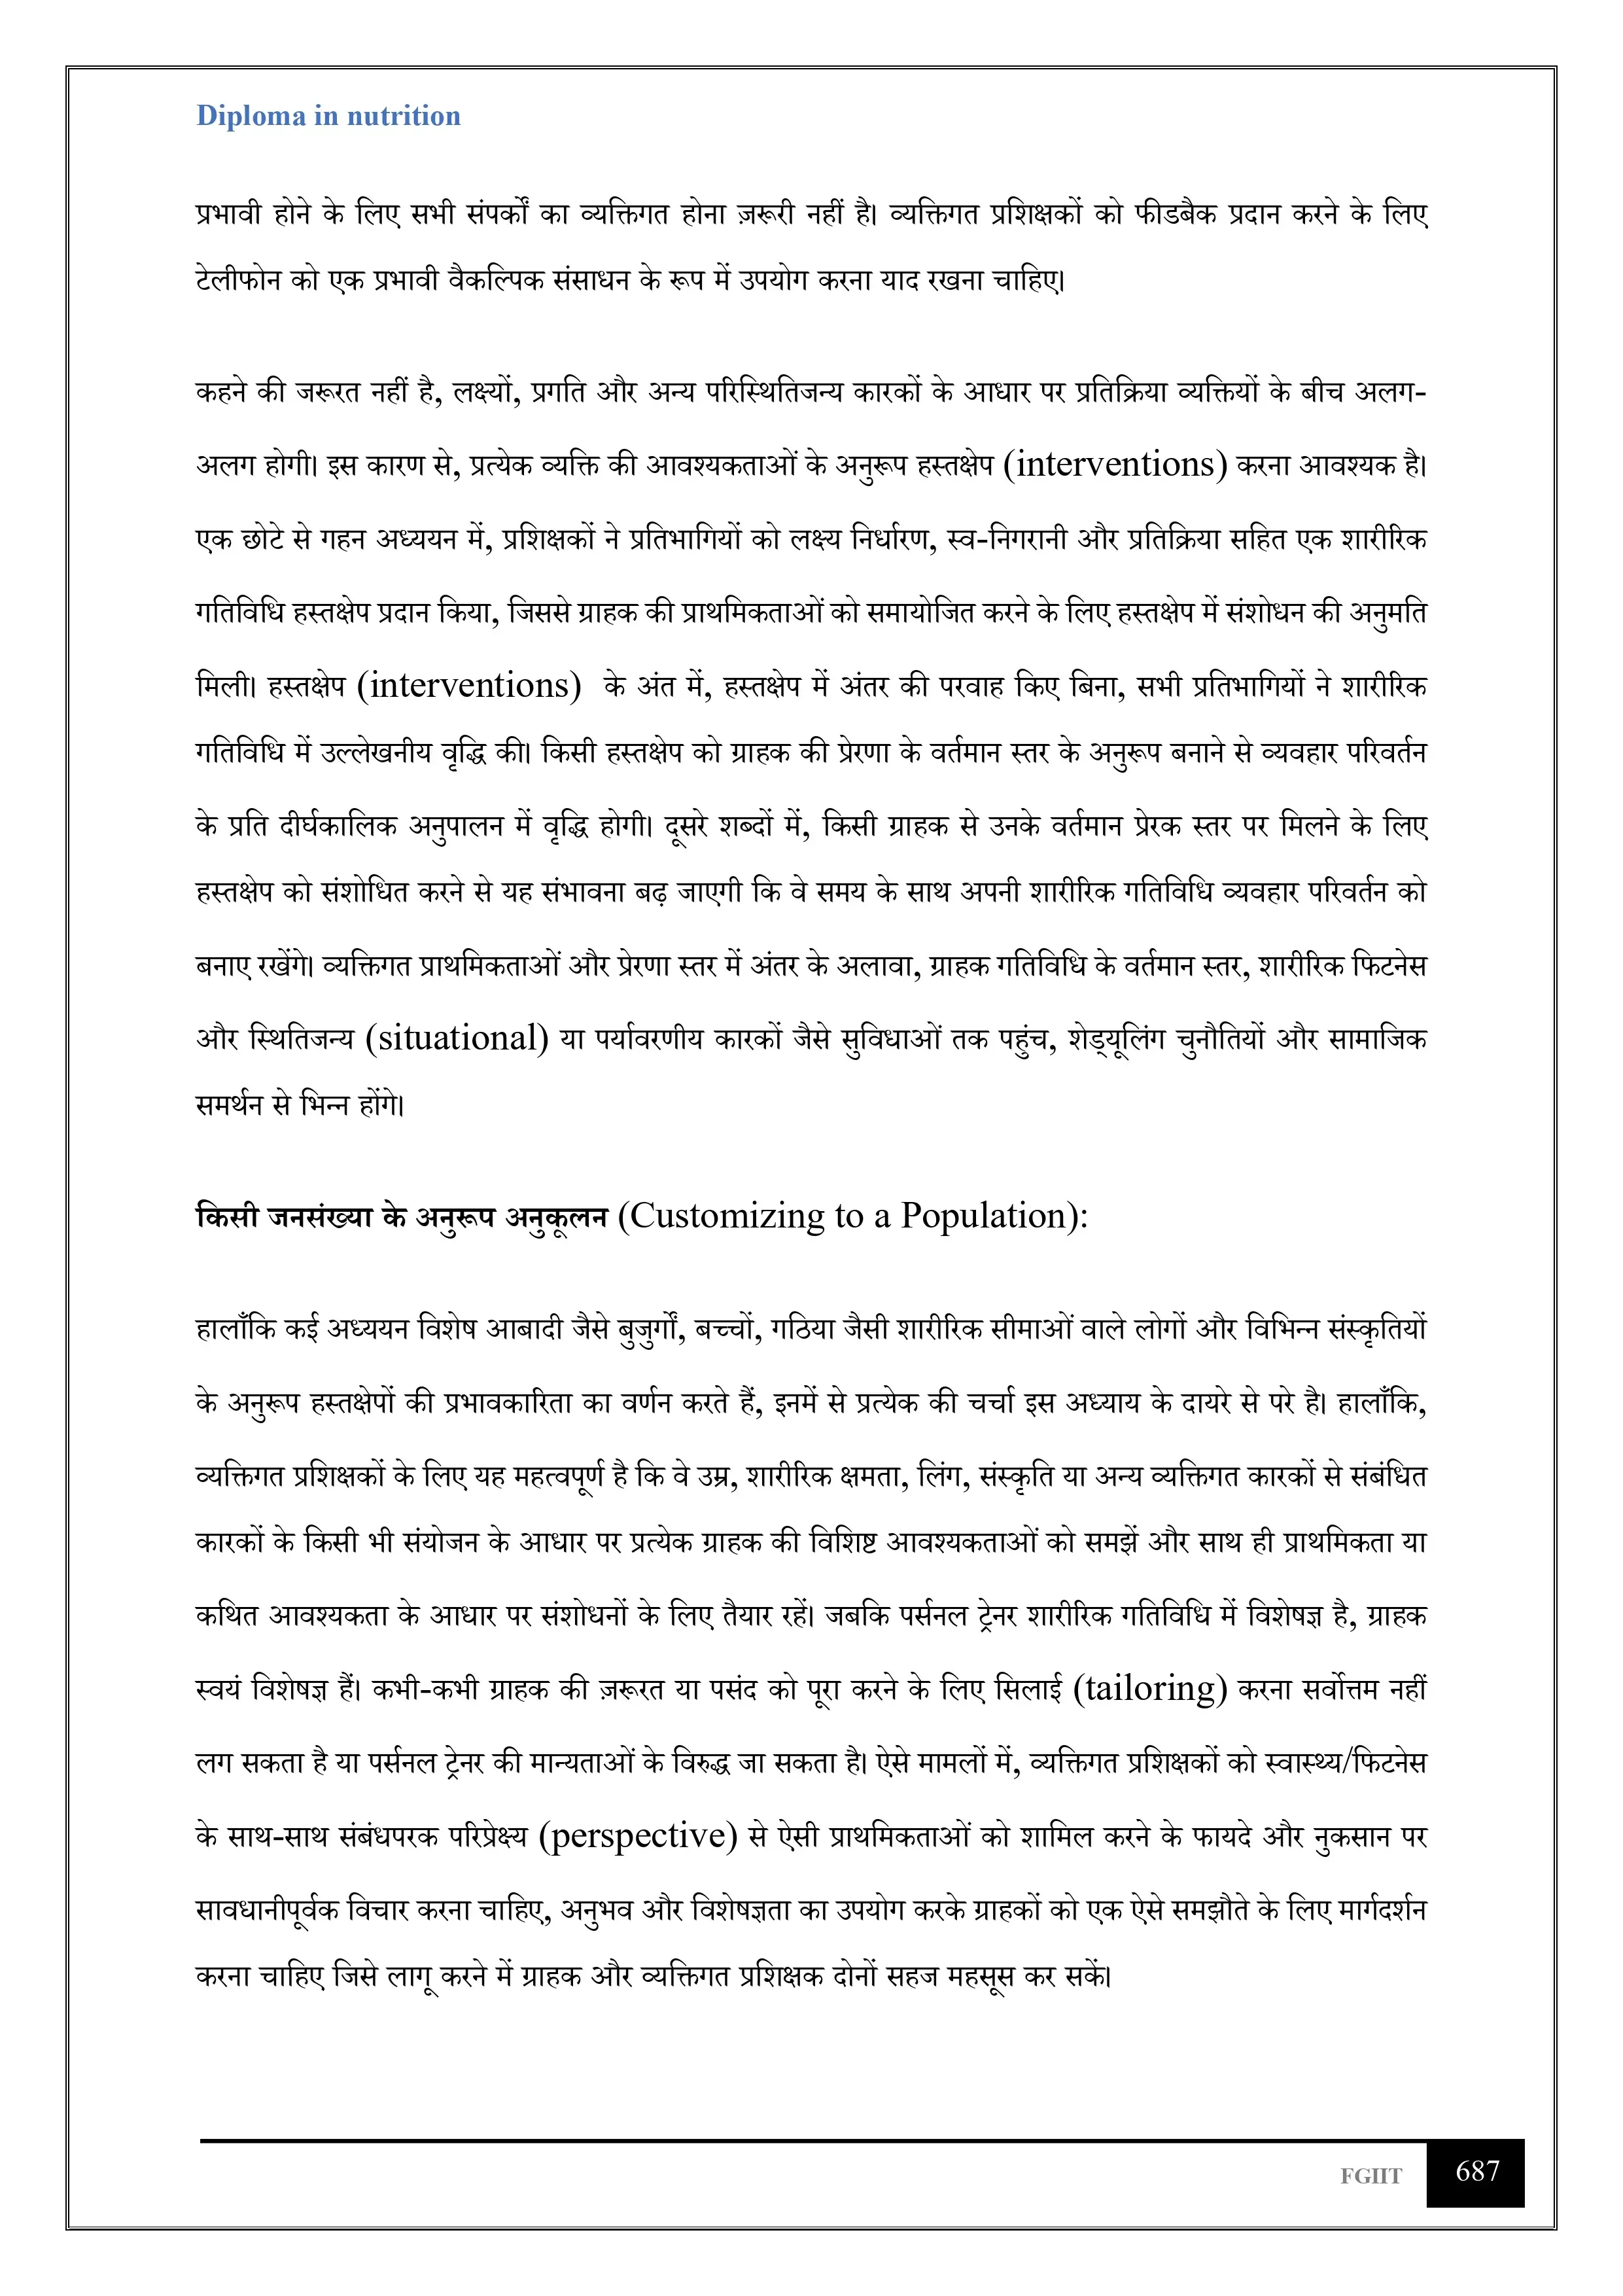 Diploma in nutrition
प्रभावी होने के लिए सभी संपर्कों का व्यक्तिगत होना ज़रूरी नहीं है। व्यक्तिगत प्रशिक्षकों को फीडबैक प्रदान करने के लिए
टेलीफोन को एक प्रभावी वैकल्पिक संसाधन के रूप में उपयोग करना याद रखना चाहिए।
कहने की जरूरत नहीं है, लक्ष्यों, प्रगति और अन्य परिस्थितिजन्य कारकों के आधार पर प्रतिक्रिया व्यक्तियों के बीच अलग-
अलग होगी। इस कारण से, प्रत्येक व्यक्ति की आवश्यकताओं के अनुरूप हस्तक्षेप (interventions) करना आवश्यक है।
एक छोटे से गहन अध्ययन में, प्रशिक्षकों ने प्रतिभागियों को लक्ष्य निर्धारण, स्व-निगरानी और प्रतिक्रिया सहित एक शारीरिक
गतिविधि हस्तक्षेप प्रदान किया, जिससे ग्राहक की प्राथमिकताओं को समायोजित करने के लिए हस्तक्षेप में संशोधन की अनुमति
मिली। हस्तक्षेप (interventions) के अंत में, हस्तक्षेप में अंतर की परवाह किए बिना, सभी प्रतिभागियों ने शारीरिक
गतिविधि में उल्लेखनीय वृद्धि की। किसी हस्तक्षेप को ग्राहक की प्रेरणा के वर्तमान स्तर के अनुरूप बनाने से व्यवहार परिवर्तन
के प्रति दीर्घकालिक अनुपालन में वृद्धि होगी। दूसरे शब्दों में, किसी ग्राहक से उनके वर्तमान प्रेरक स्तर पर मिलने के लिए
हस्तक्षेप को संशोधित करने से यह संभावना बढ़ जाएगी कि वे समय के साथ अपनी शारीरिक गतिविधि व्यवहार परिवर्तन को
बनाए रखेंगे। व्यक्तिगत प्राथमिकताओं और प्रेरणा स्तर में अंतर के अलावा, ग्राहक गतिविधि के वर्तमान स्तर, शारीरिक फिटनेस
और स्थितिजन्य (situational) या पर्यावरणीय कारकों जैसे सुविधाओं तक पहुंच, शेड्यूलिंग चुनौतियों और सामाजिक
समर्थन से भिन्न होंगे।
किसी जनसंख्या के अनुरूप अनुकूलन (Customizing to a Population):
हालाँकि कई अध्ययन विशेष आबादी जैसे बुजुर्गों, बच्चों, गठिया जैसी शारीरिक सीमाओं वाले लोगों और विभिन्न संस्कृतियों
के अनुरूप हस्तक्षेपों की प्रभावकारिता का वर्णन करते हैं, इनमें से प्रत्येक की चर्चा इस अध्याय के दायरे से परे है। हालाँकि,
व्यक्तिगत प्रशिक्षकों के लिए यह महत्वपूर्ण है कि वे उम्र, शारीरिक क्षमता, लिंग, संस्कृति या अन्य व्यक्तिगत कारकों से संबंधित
कारकों के किसी भी संयोजन के आधार पर प्रत्येक ग्राहक की विशिष्ट आवश्यकताओं को समझें और साथ ही प्राथमिकता या
कथित आवश्यकता के आधार पर संशोधनों के लिए तैयार रहें। जबकि पर्सनल ट्रेनर शारीरिक गतिविधि में विशेषज्ञ है, ग्राहक
स्वयं विशेषज्ञ हैं। कभी-कभी ग्राहक की ज़रूरत या पसंद को पूरा करने के लिए सिलाई (tailoring) करना सर्वोत्तम नहीं
लग सकता है या पर्सनल ट्रेनर की मान्यताओं के विरुद्ध जा सकता है। ऐसे मामलों में, व्यक्तिगत प्रशिक्षकों को स्वास्थ्य/फिटनेस
के साथ-साथ संबंधपरक परिप्रेक्ष्य (perspective) से ऐसी प्राथमिकताओं को शामिल करने के फायदे और नुकसान पर
सावधानीपूर्वक विचार करना चाहिए, अनुभव और विशेषज्ञता का उपयोग करके ग्राहकों को एक ऐसे समझौते के लिए मार्गदर्शन
करना चाहिए जिसे लागू करने में ग्राहक और व्यक्तिगत प्रशिक्षक दोनों सहज महसूस कर सकें।
FGIIT 687